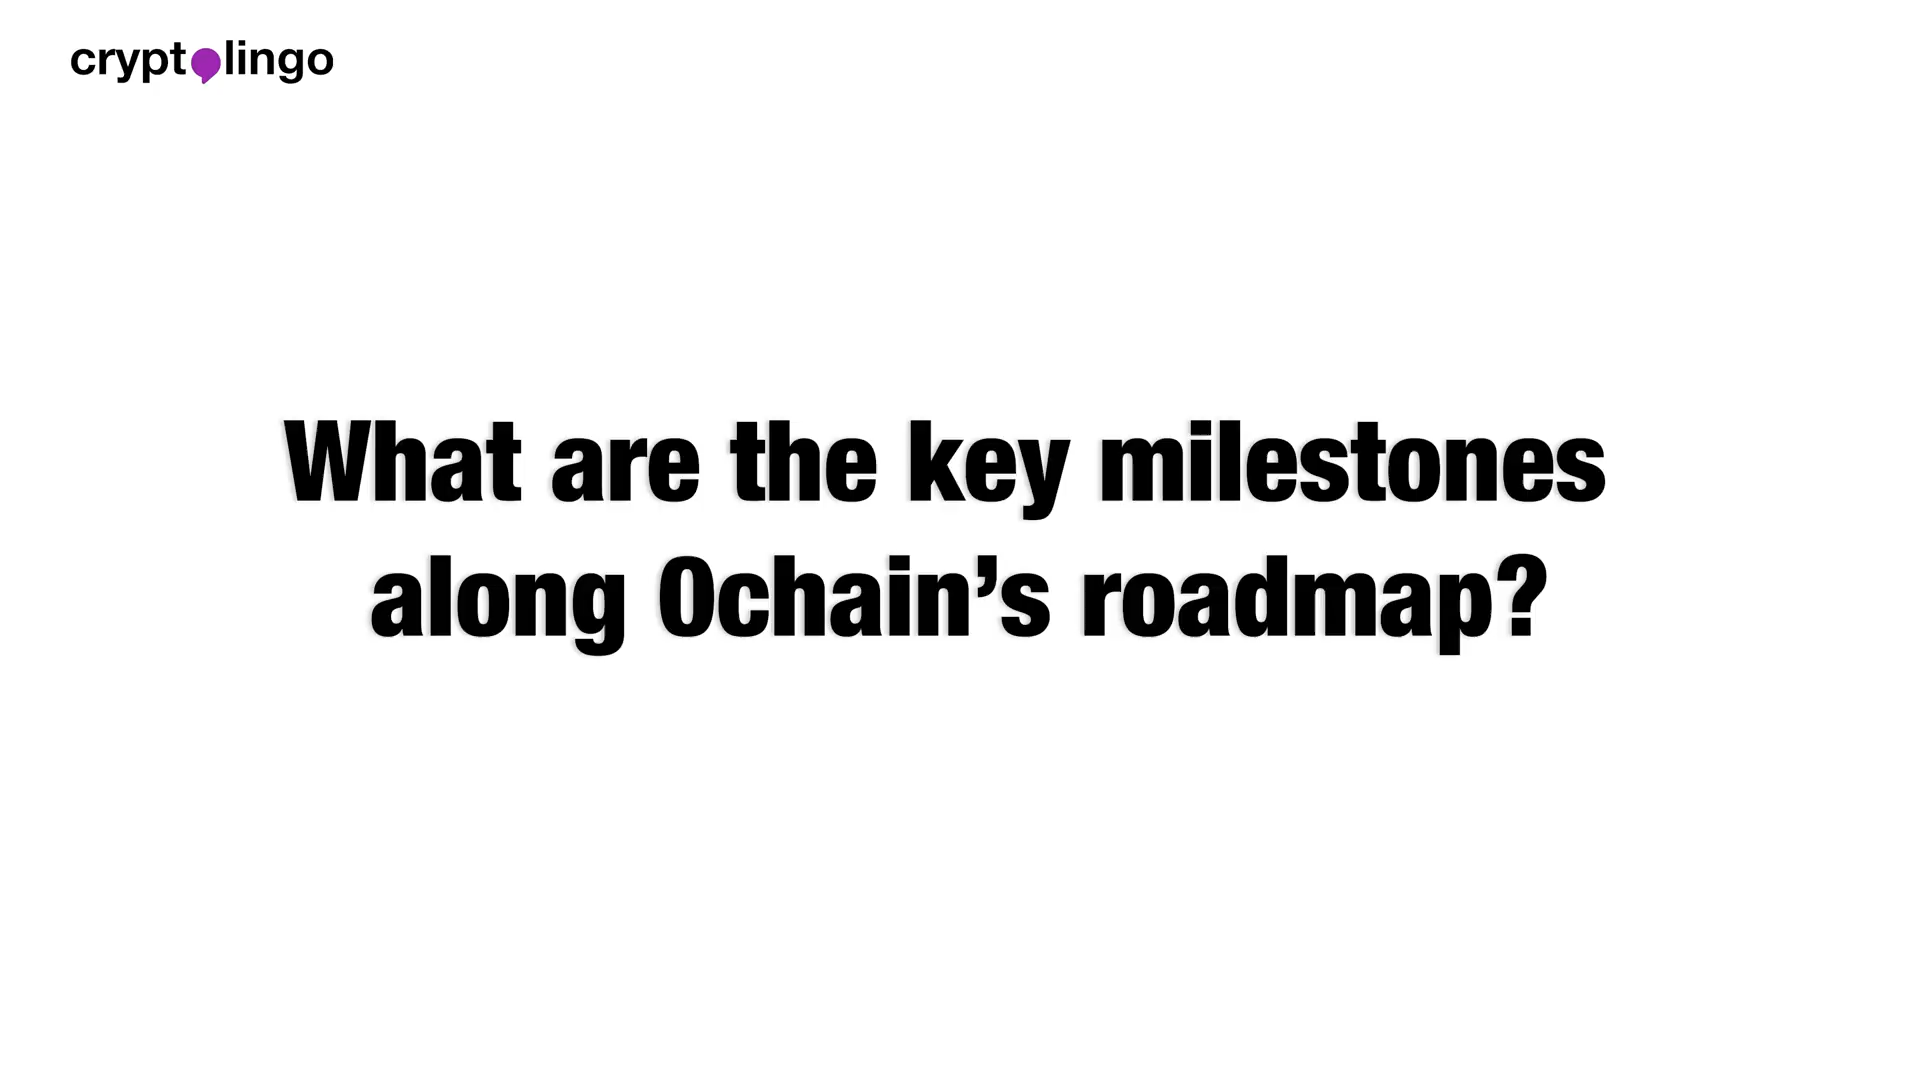 cryptolingo
What are the key milestones
along 0chain’s roadmap?